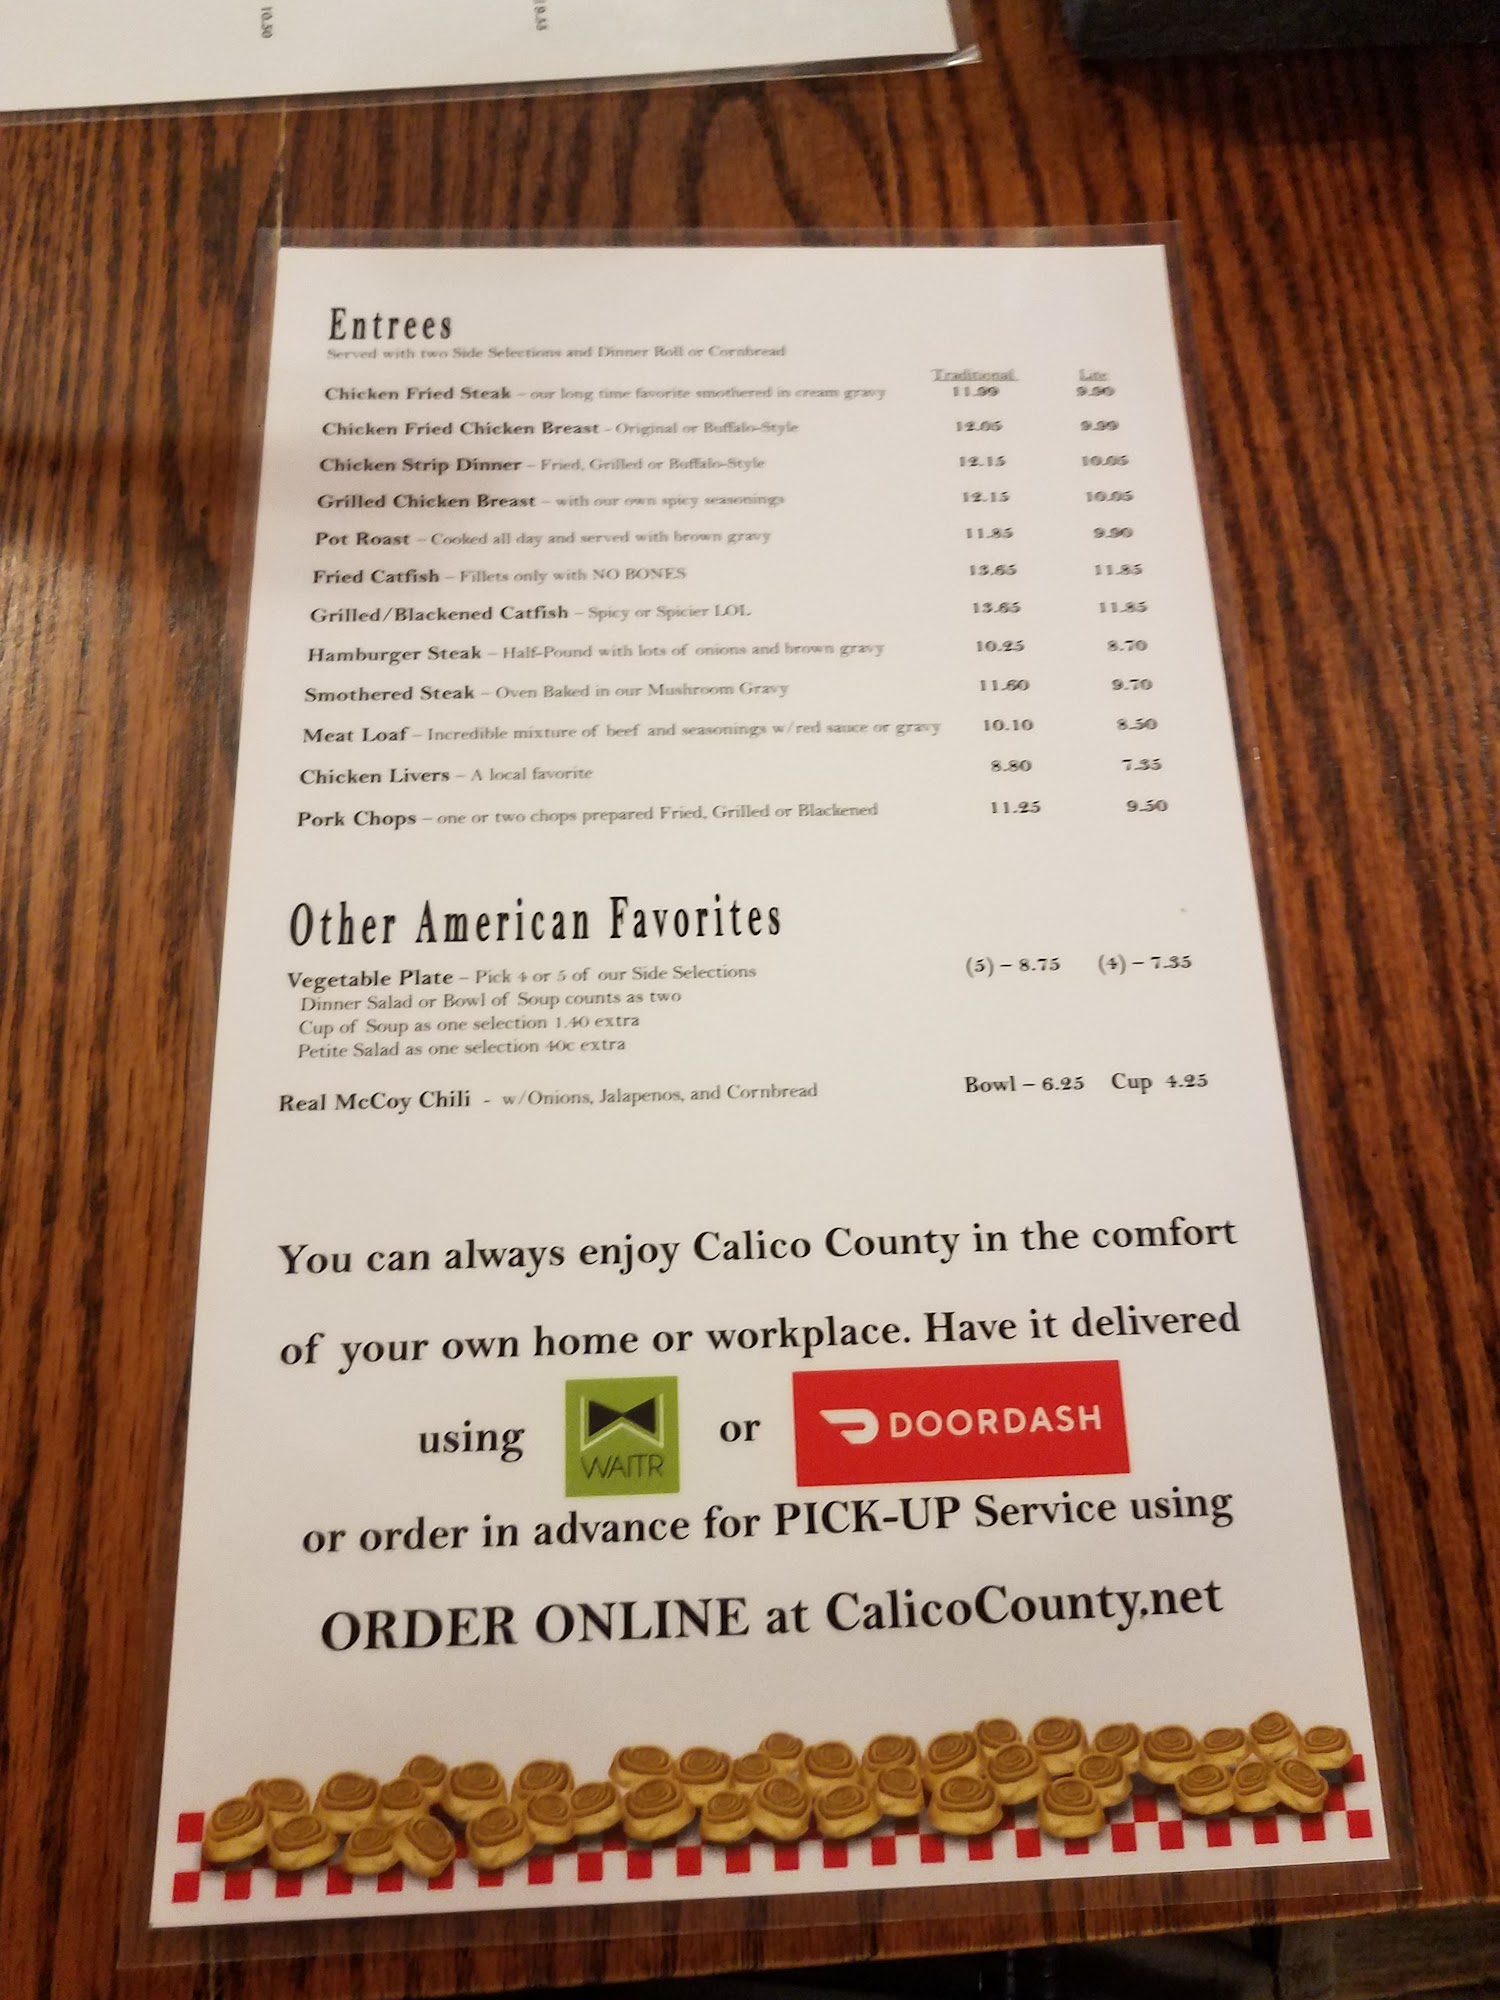 10.50
19.55
Entrees
Served with two Side Selections and Dinner Roll or Cornbread
Traditional Lite
Chicken Fried Steak – our long time favorite smothered in cream gravy 11.99 9.90
Chicken Fried Chicken Breast - Original or Buffalo-Style 12.05 9.99
Chicken Strip Dinner – Fried, Grilled or Buffalo-Style 12.15 10.05
Grilled Chicken Breast – with our own spicy seasonings 12.15 10.05
Pot Roast – Cooked all day and served with brown gravy 11.85 9.90
Fried Catfish – Fillets only with NO BONES 13.65 11.85
Grilled/Blackened Catfish – Spicy or Spicier LOL 13.65 11.85
Hamburger Steak – Half-Pound with lots of onions and brown gravy 10.25 8.70
Smothered Steak – Oven Baked in our Mushroom Gravy 11.60 9.70
Meat Loaf – Incredible mixture of beef and seasonings w/red sauce or gravy 10.10 8.50
Chicken Livers – A local favorite 8.80 7.35
Pork Chops – one or two chops prepared Fried, Grilled or Blackened 11.25 9.50
Other American Favorites
Vegetable Plate – Pick 4 or 5 of our Side Selections (5) – 8.75 (4) – 7.35
Dinner Salad or Bowl of Soup counts as two
Cup of Soup as one selection 1.40 extra
Petite Salad as one selection 40c extra
Real McCoy Chili - w/Onions, Jalapenos, and Cornbread Bowl – 6.25 Cup 4.25
You can always enjoy Calico County in the comfort
of your own home or workplace. Have it delivered
using WAITR or DOORDASH
or order in advance for PICK-UP Service using
ORDER ONLINE at CalicoCounty.net